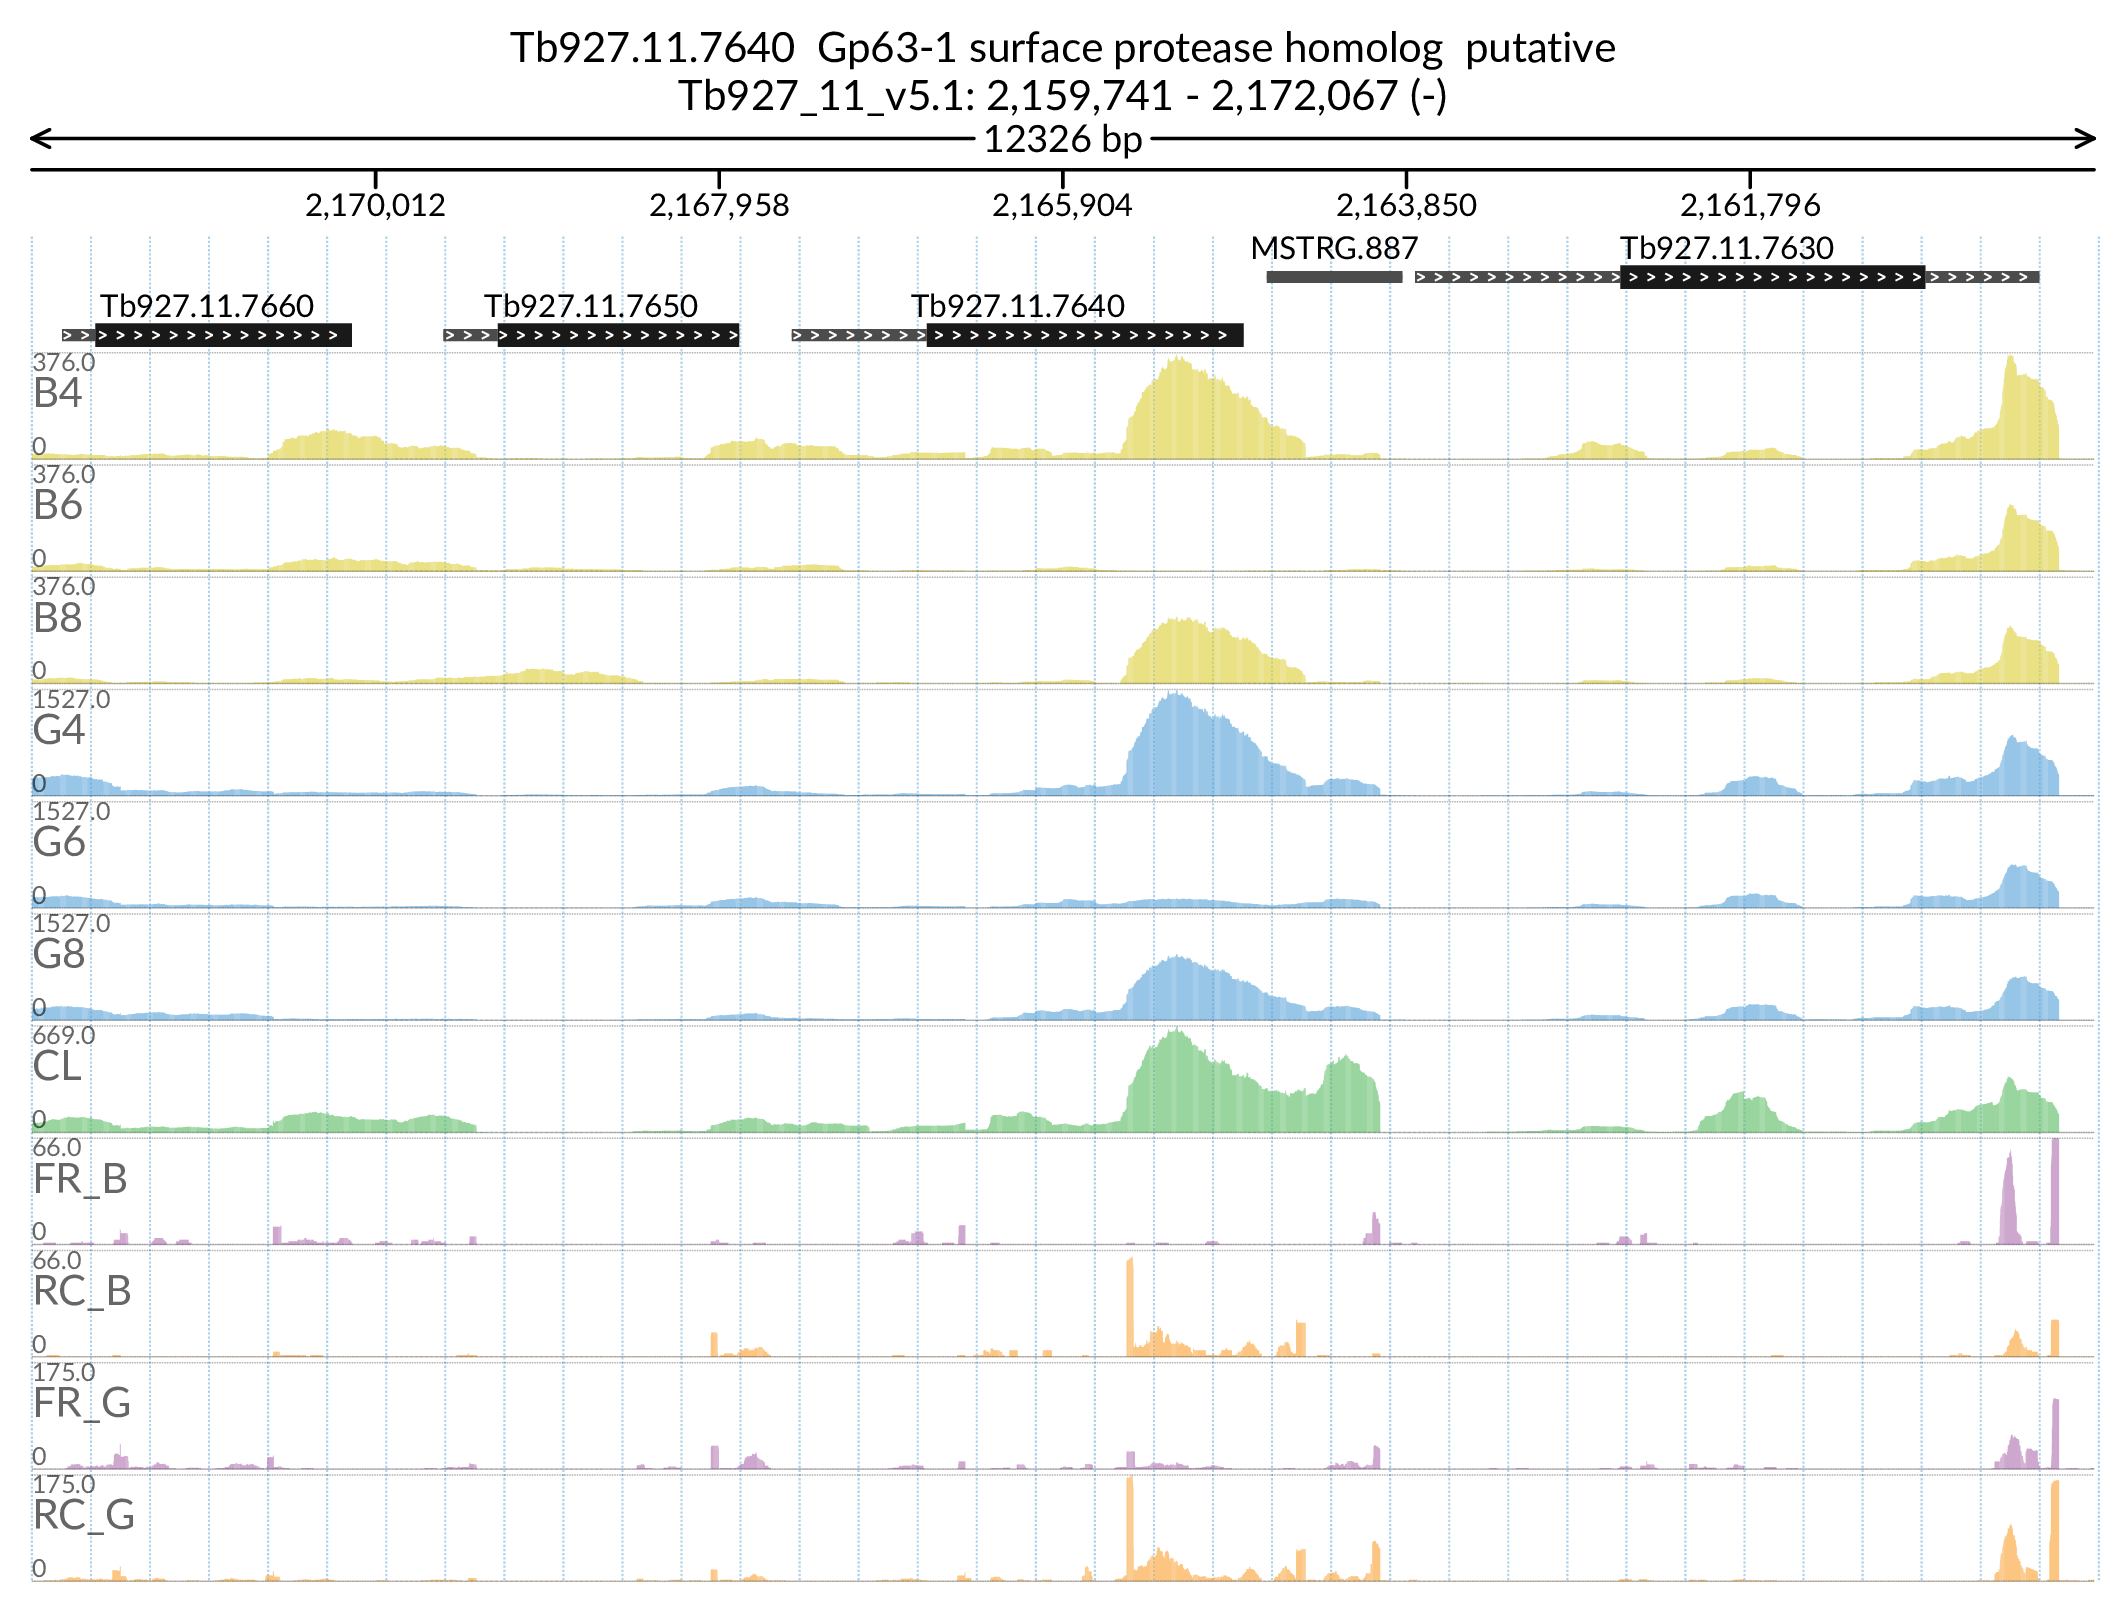 Tb927.11.7640  Gp63-1 surface protease homolog  putative
Tb927_11_v5.1: 2,159,741 - 2,172,067 (-)
12326 bp
2,170,012 2,167,958 2,165,904 2,163,850 2,161,796
MSTRG.887 Tb927.11.7630
Tb927.11.7660 Tb927.11.7650 Tb927.11.7640
376.0
B4
0
376.0
B6
0
376.0
B8
0
1527.0
G4
0
1527.0
G6
0
1527.0
G8
0
669.0
CL
0
66.0
FR_B
0
66.0
RC_B
0
175.0
FR_G
0
175.0
RC_G
0